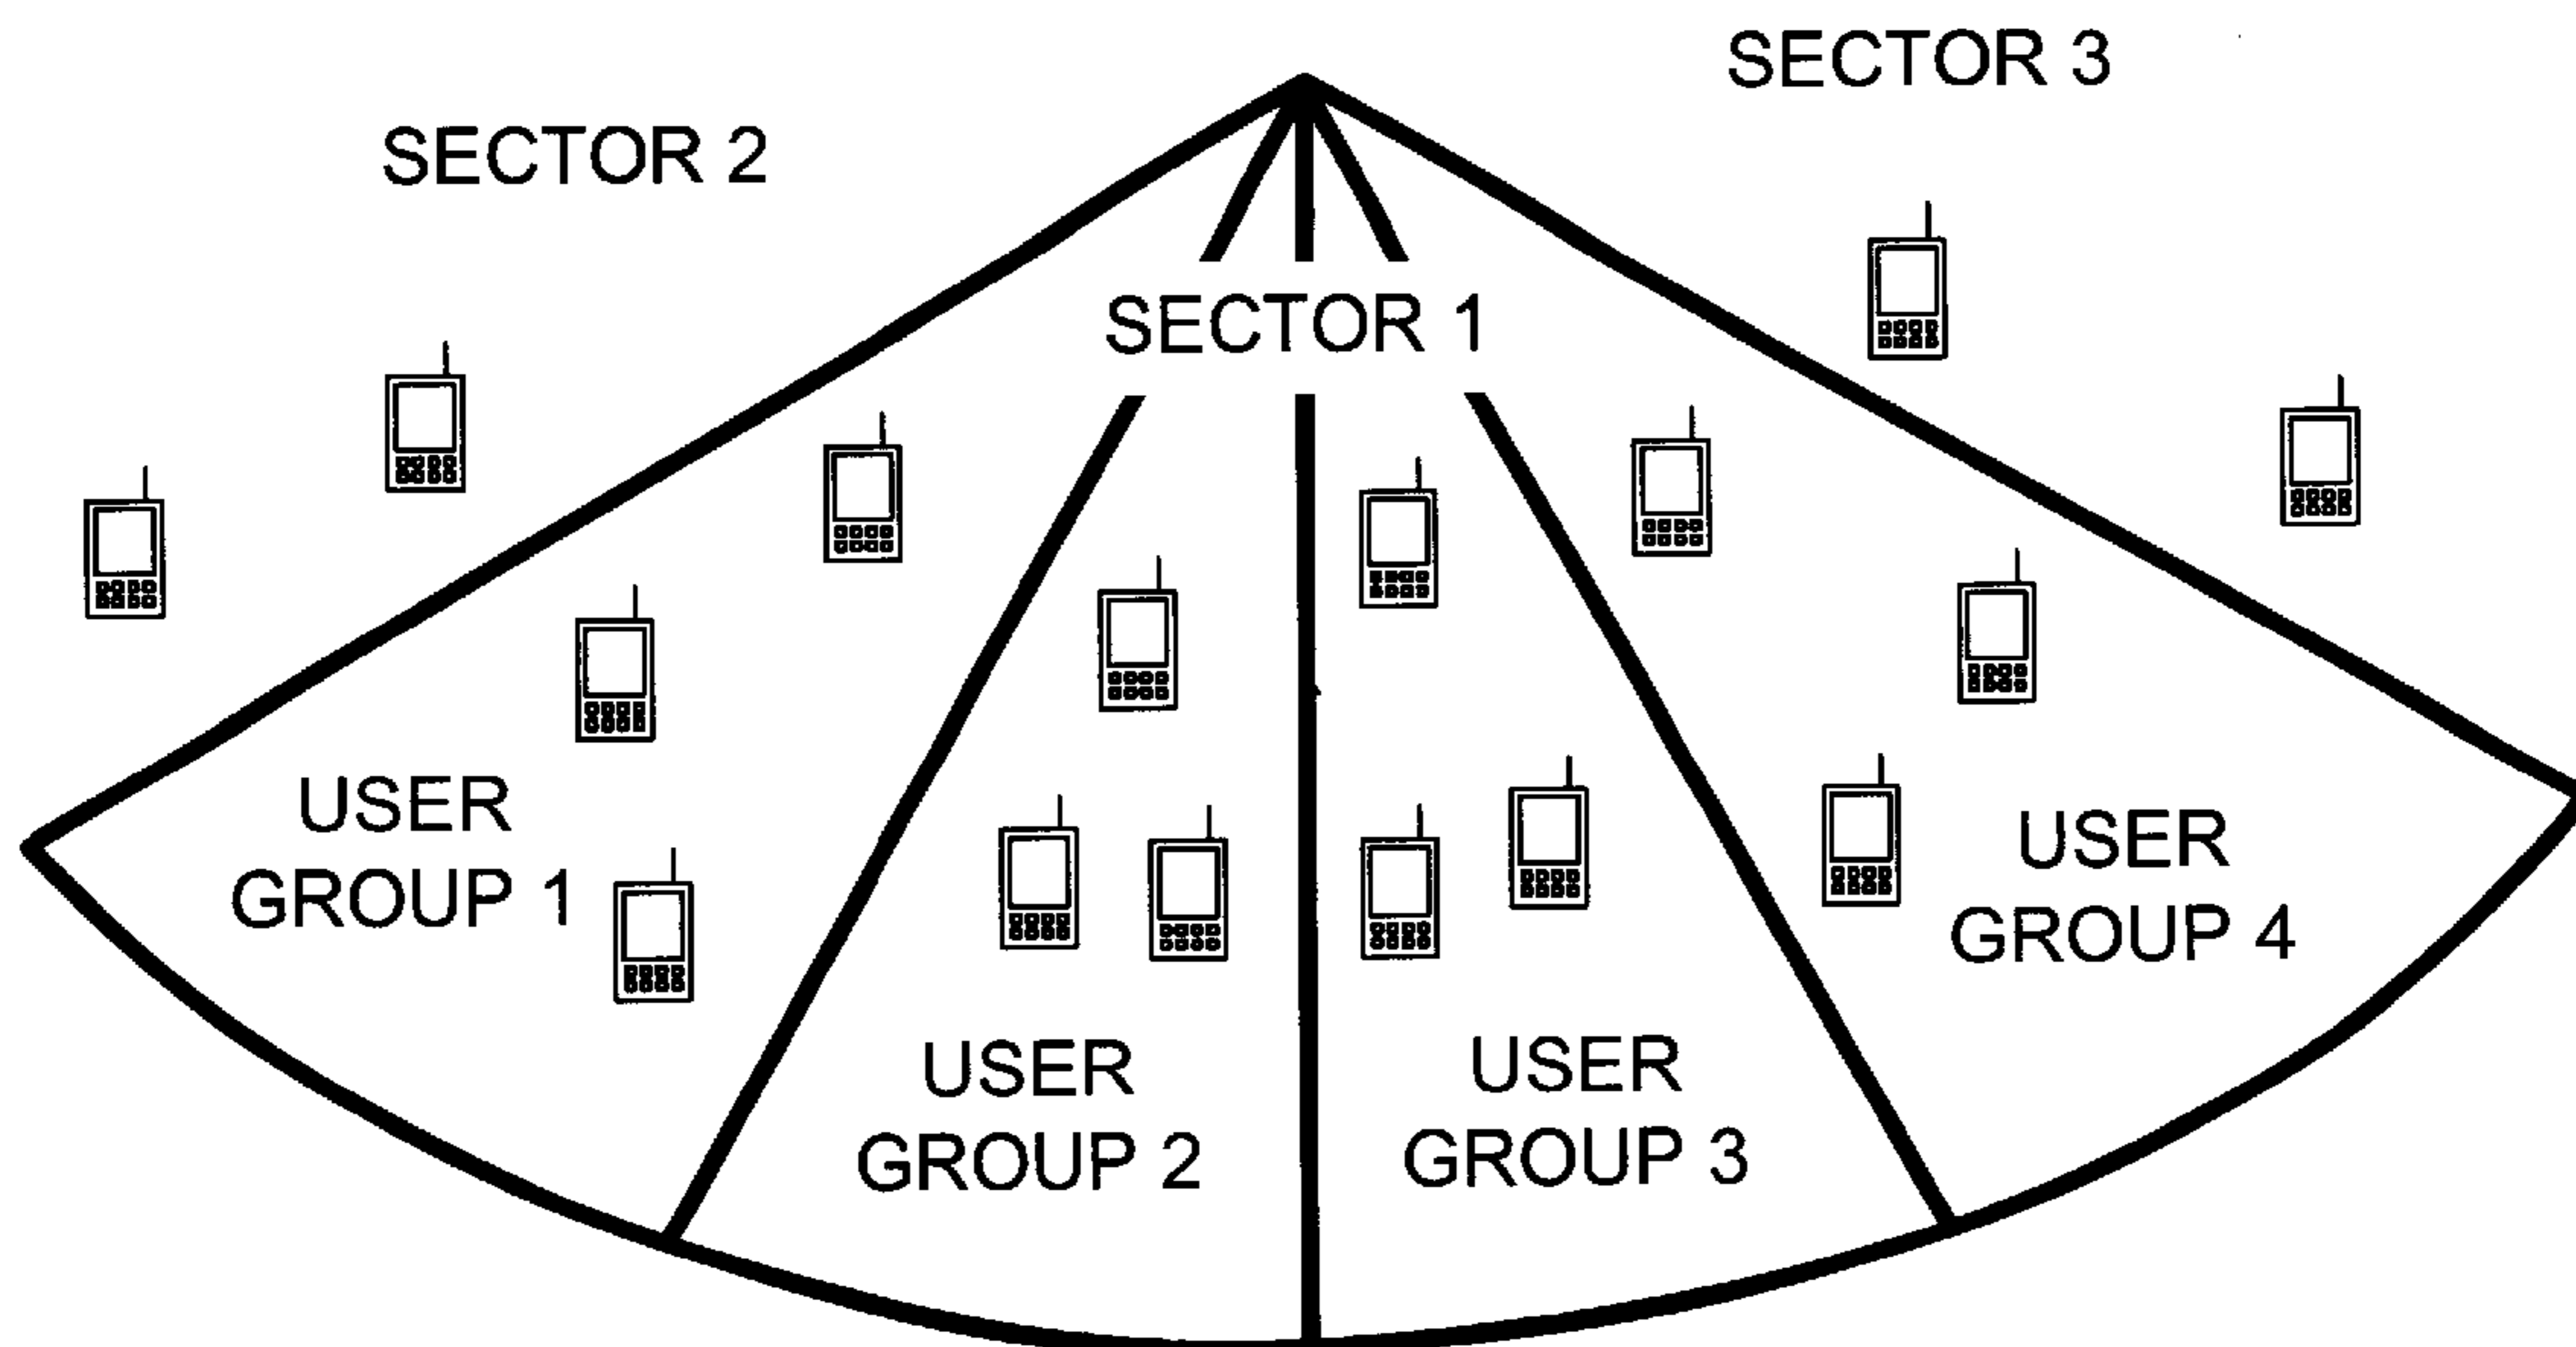 SECTOR 3
SECTOR 2
SECTOR 1
USER
GROUP 1
USER
GROUP 4
USER
GROUP 2
USER
GROUP 3